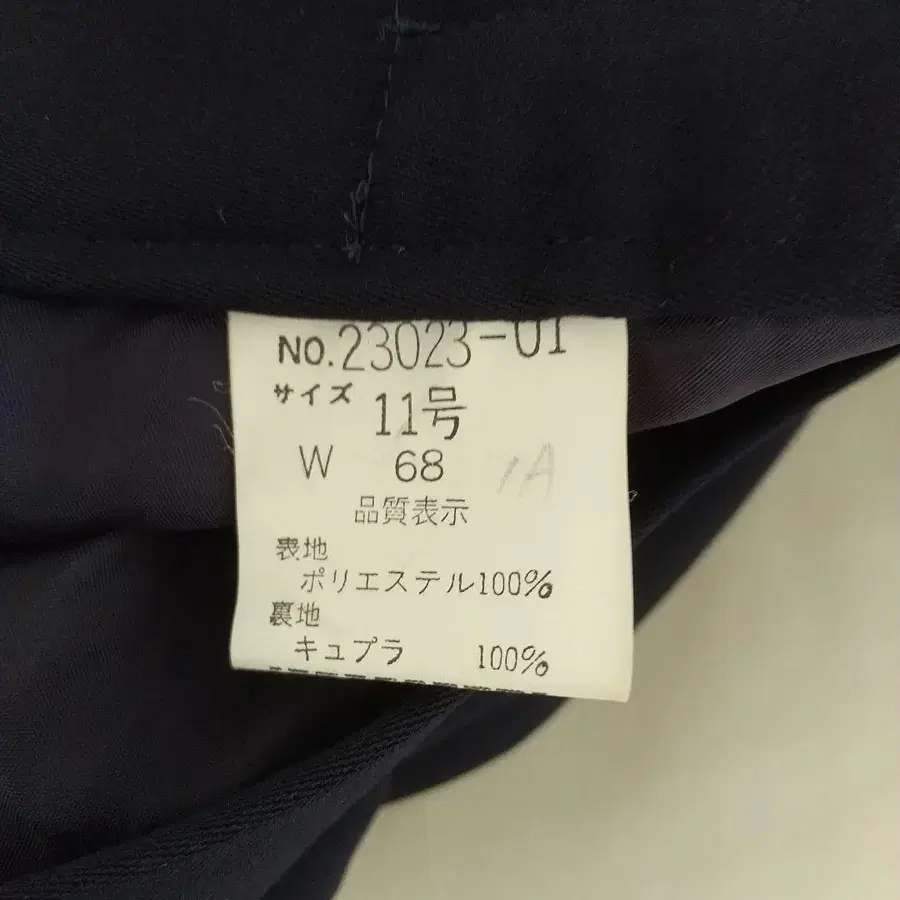 NO.23023-01
サイズ 11号
W 68 1A
品質表示
表地
ポリエステル100%
裏地
キュプラ 100%